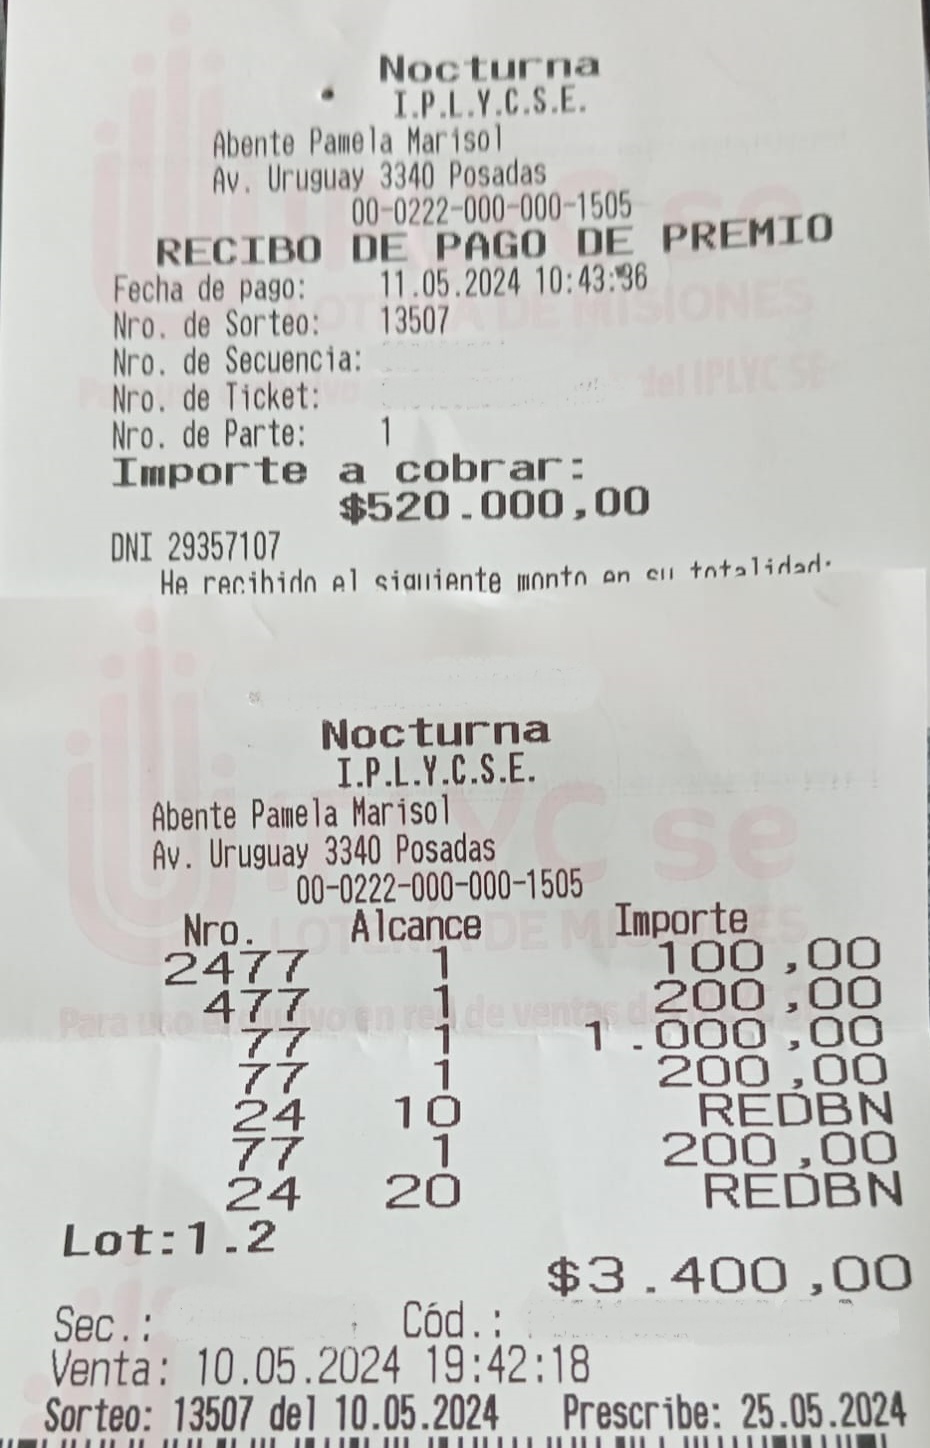 Nocturna
I.P.L.Y.C.S.E.
Abente Pamela Marisol
Av. Uruguay 3340 Posadas
00-0222-000-000-1505
RECIBO DE PAGO DE PREMIO
Fecha de pago: 11.05.2024 10:43:36
Nro. de Sorteo: 13507
Nro. de Secuencia:
Nro. de Ticket:
Nro. de Parte: 1
Importe a cobrar:
$520.000,00
DNI 29357107
He recibido el siguiente monto en su totalidad.
Nocturna
I.P.L.Y.C.S.E.
Abente Pamela Marisol
Av. Uruguay 3340 Posadas
00-0222-000-000-1505
Nro. Alcance Importe
2477 1 100,00
477 1 200,00
77 1 1.000,00
77 1 200,00
24 10 REDBN
77 1 200,00
24 20 REDBN
Lot:1.2
$3.400,00
Sec.: Cód.:
Venta: 10.05.2024 19:42:18
Sorteo: 13507 del 10.05.2024 Prescribe: 25.05.2024